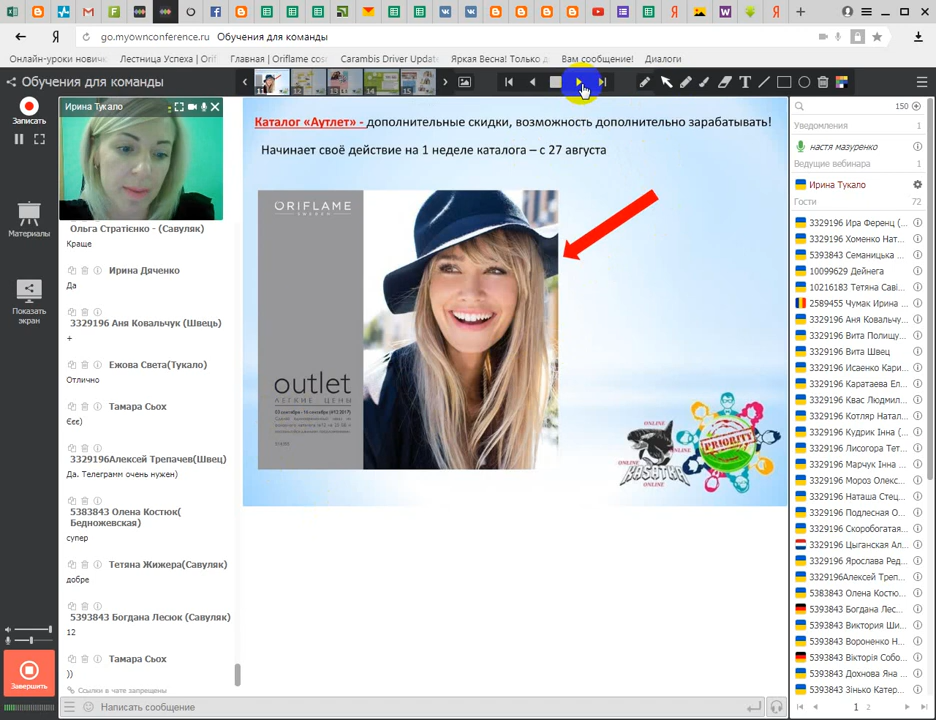 go.myownconference.ru Обучения для команды
Онлайн-уроки новичк
Лестница Успеха | Orif
Главная | Oriflame cos
Carambis Driver Updat
Яркая Весна! Только д
Вам сообщение!
Диалоги
Обучения для команды
11
12
13
14
15
Записать
Материалы
Показать
экран
Завершить
Ирина Тукало
Ольга Стратієнко - (Савуляк)
Краще
Ирина Дяченко
Да
3329196 Аня Ковальчук (Швець)
+
Ежова Света(Тукало)
Отлично
Тамара Сьох
Єєє)
3329196Алексей Трепачев(Швец)
Да. Телеграмм очень нужен)
5383843 Олена Костюк(
Бедножевская)
супер
Тетяна Жижера(Савуляк)
добре
5393843 Богдана Лесюк (Савуляк)
12
Тамара Сьох
))
Ссылки в чате запрещены
Написать сообщение
Каталог «Аутлет» - дополнительные скидки, возможность дополнительно зарабатывать!
Начинает своё действие на 1 неделе каталога – с 27 августа
ORIFLAME
SWEDEN
outlet
ЛЕГКИЕ ЦЕНЫ
ONLINE
ONLINE
КАSАТКА
ONLINE
PRIORITY
150
Уведомления 1
настя мазуренко
Ведущие вебинара 1
Ирина Тукало
Гости 72
3329196 Ира Ференц (...
3329196 Хоменко Нат...
5393843 Семаницька ...
10099629 Дейнега
10216183 Тетяна Саві...
2589455 Чумак Ирина ...
3329196 Аня Ковальчу...
3329196 Вита Полищу...
3329196 Вита Швец
3329196 Исаенко Кари...
3329196 Каратаева Ел...
3329196 Квас Людмил...
3329196 Котляр Натал...
3329196 Кудрик Інна (...
3329196 Лисогора Тет...
3329196 Марчук Інна ...
3329196 Мороз Олекс...
3329196 Наташа Стец...
3329196 Подлесная О...
3329196 Скоробогатая...
3329196 Цыганская Ал...
3329196 Ярослава Ред...
3329196Алексей Треп...
5383843 Олена Костю...
5393843 Богдана Лес...
5393843 Виктория Ши...
5393843 Вороненко Н...
5393843 Вікторія Собо...
5393843 Дохнова Яна ...
5393843 Зінько Катер...
1 2